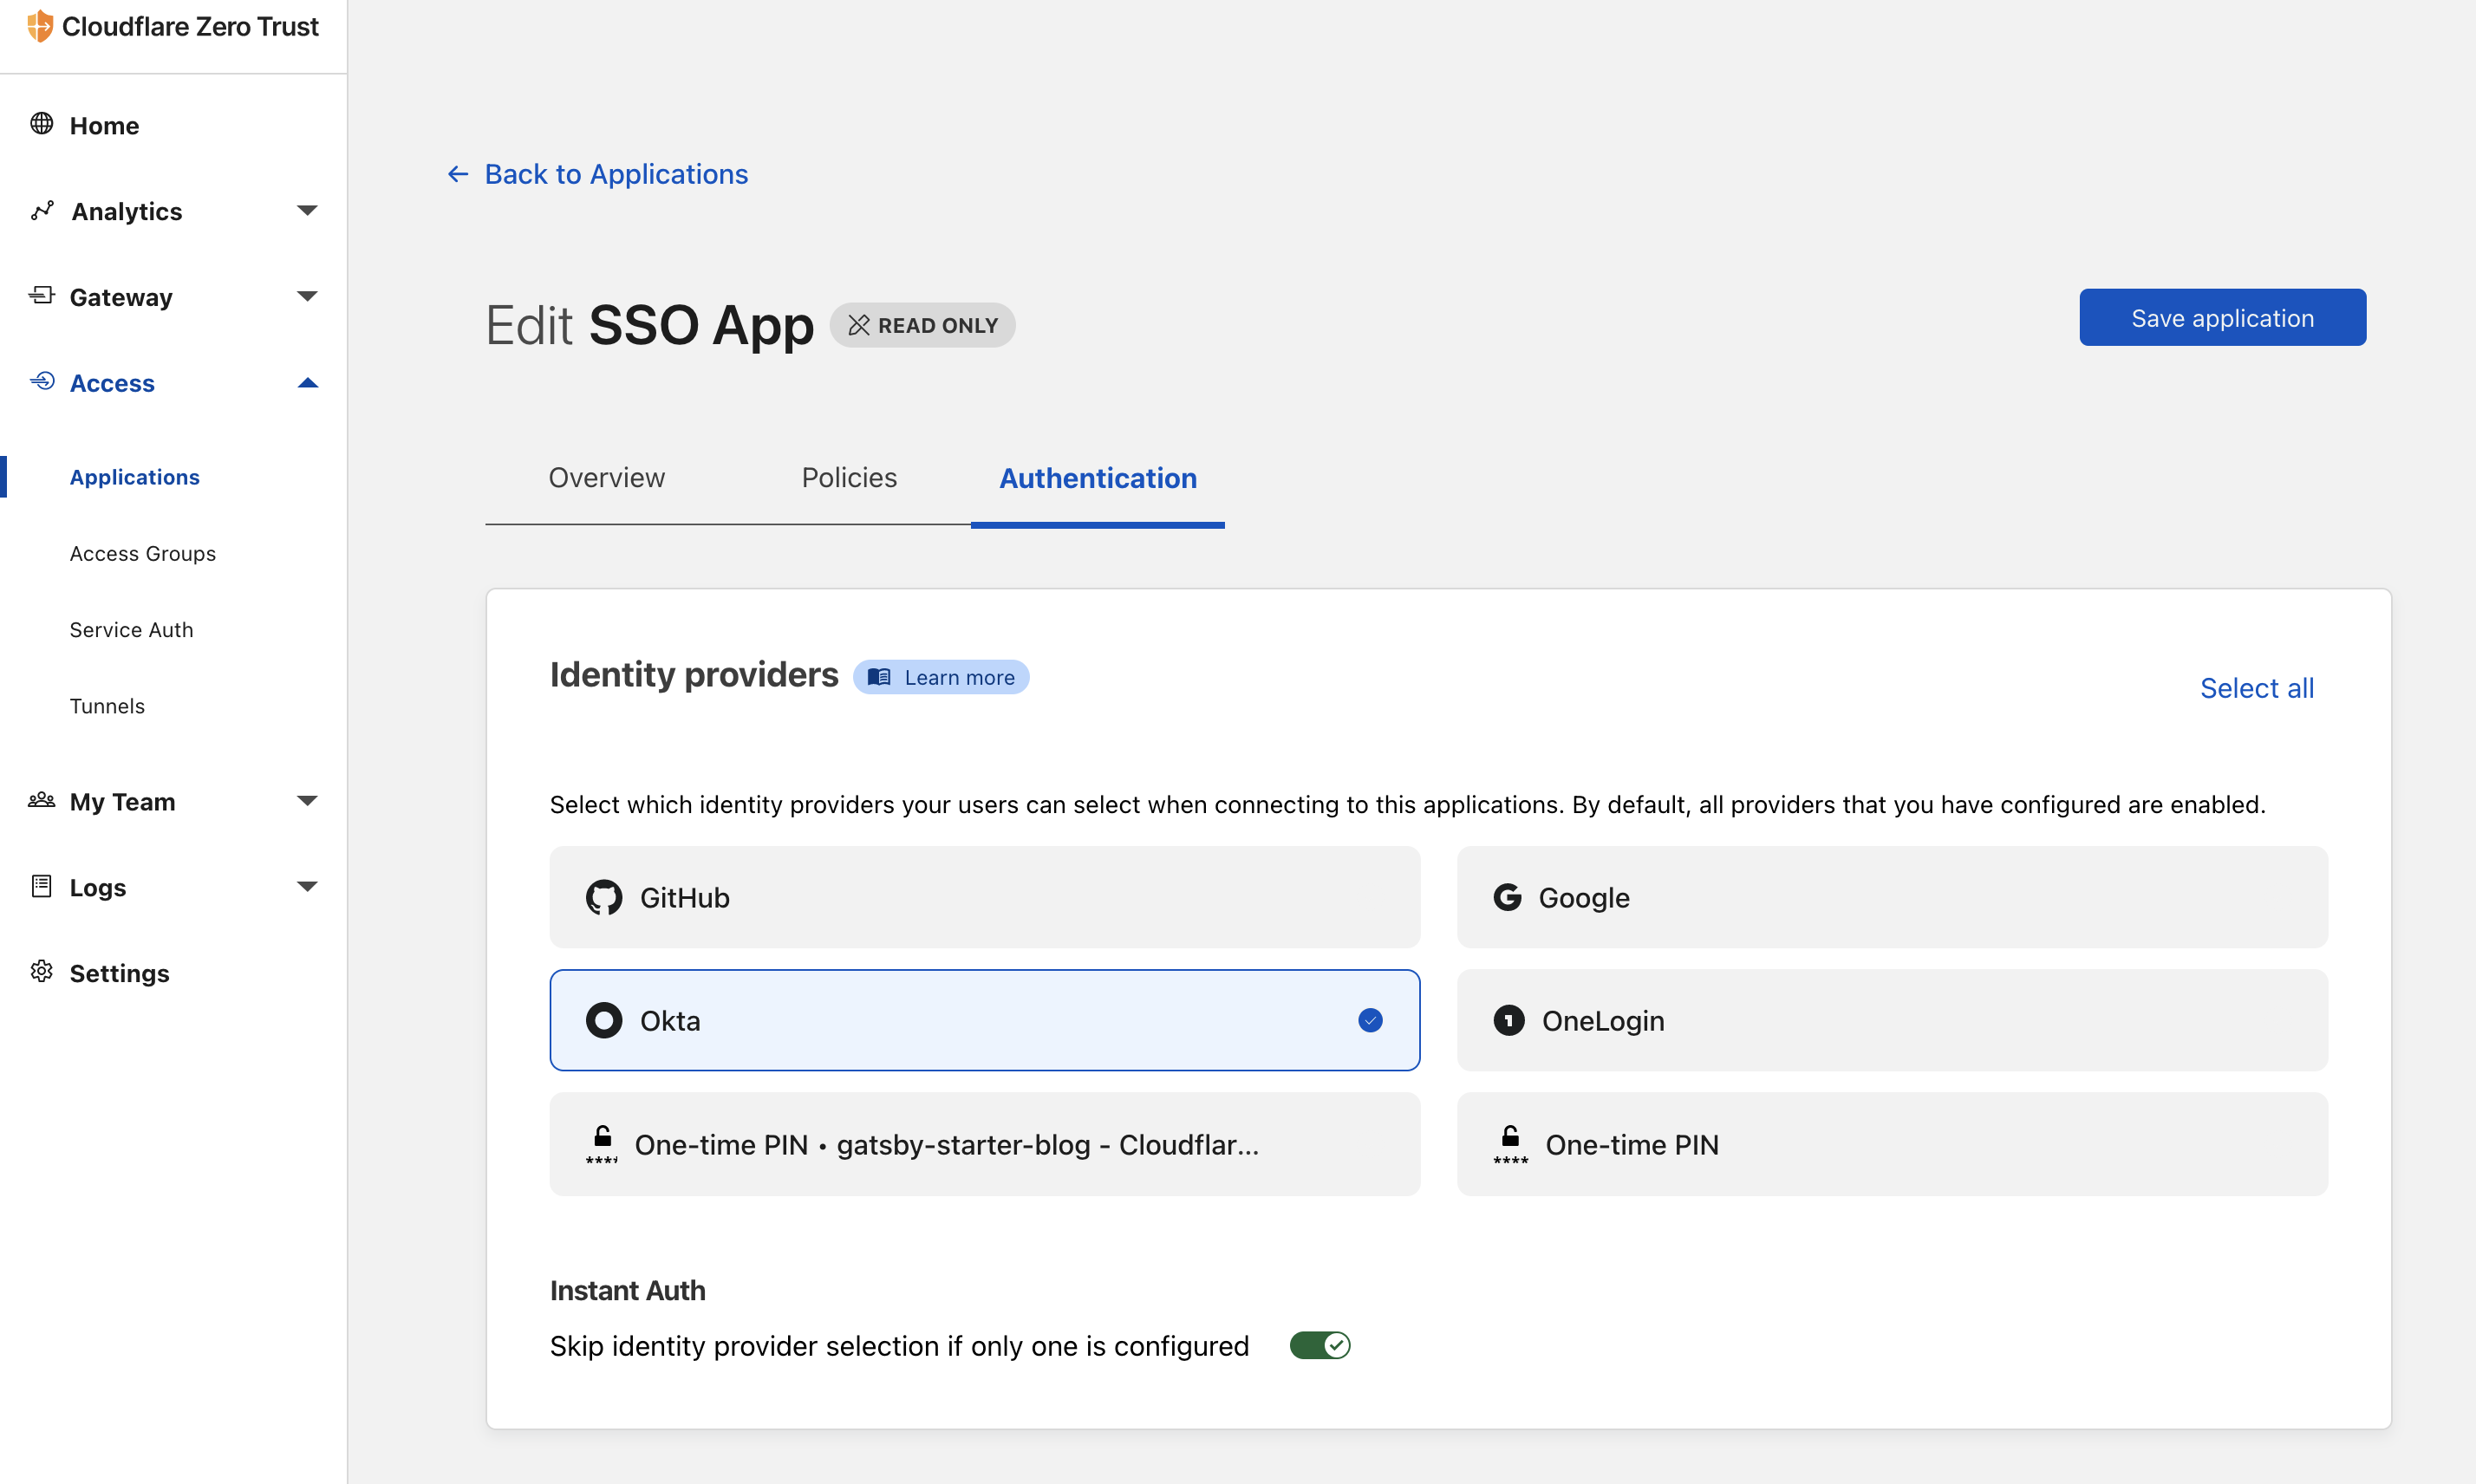 Cloudflare Zero Trust
Home
Analytics
Gateway
Access
Applications
Access Groups
Service Auth
Tunnels
My Team
Logs
Settings
← Back to Applications
Edit SSO App READ ONLY
Save application
Overview Policies Authentication
Identity providers Learn more
Select all
Select which identity providers your users can select when connecting to this applications. By default, all providers that you have configured are enabled.
GitHub
Google
Okta
OneLogin
One-time PIN • gatsby-starter-blog - Cloudflar...
One-time PIN
Instant Auth
Skip identity provider selection if only one is configured